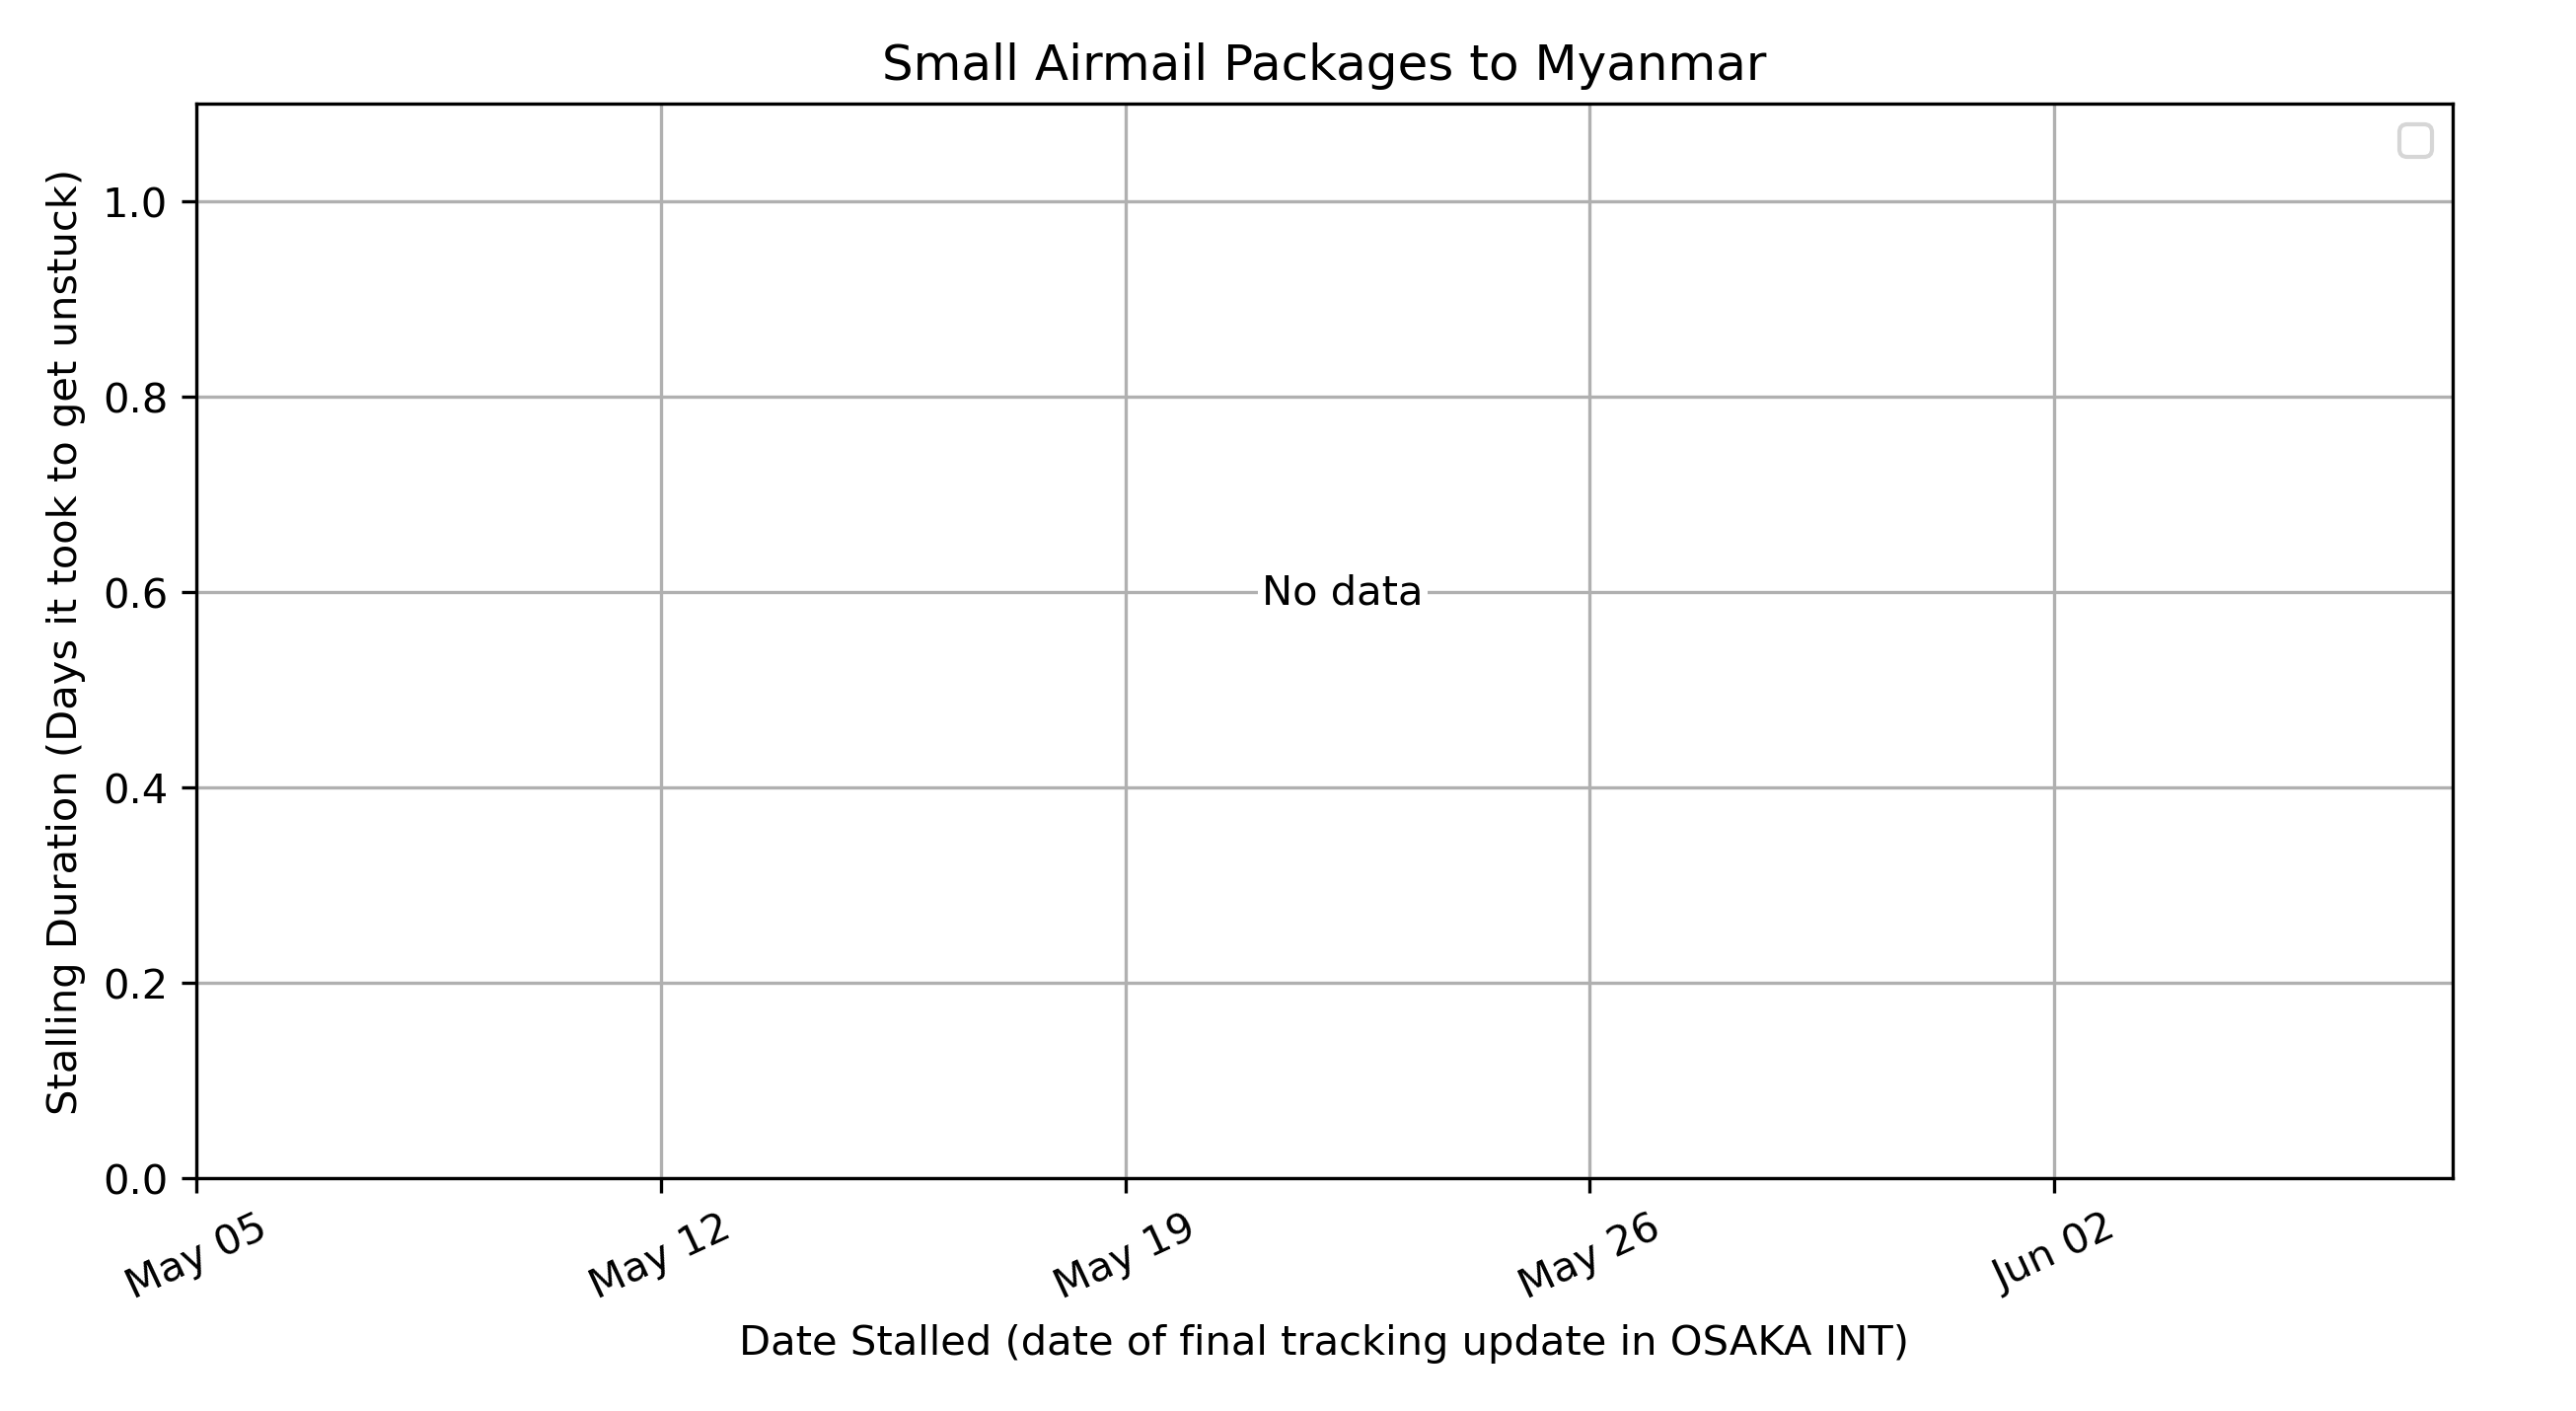 Small Airmail Packages to Myanmar
Stalling Duration (Days it took to get unstuck)
1.0
0.8
0.6
0.4
0.2
0.0
No data
May 05
May 12
May 19
May 26
Jun 02
Date Stalled (date of final tracking update in OSAKA INT)